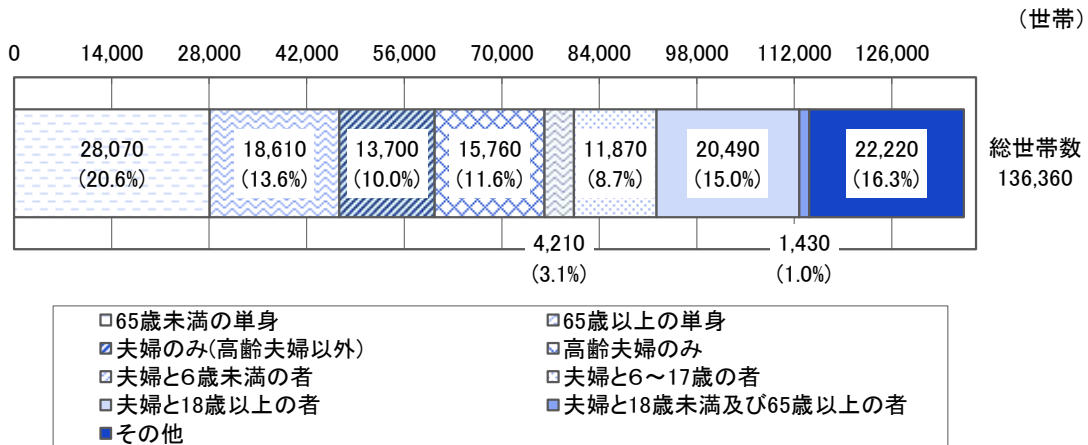 （世帯）
0 14,000 28,000 42,000 56,000 70,000 84,000 98,000 112,000 126,000
28,070 18,610 13,700 15,760 11,870 20,490 22,220 総世帯数
(20.6%) (13.6%) (10.0%) (11.6%) (8.7%) (15.0%) (16.3%) 136,360
4,210 1,430
(3.1%) (1.0%)
65歳未満の単身 65歳以上の単身
夫婦のみ(高齢夫婦以外) 高齢夫婦のみ
夫婦と６歳未満の者 夫婦と６～17歳の者
夫婦と18歳以上の者 夫婦と18歳未満及び65歳以上の者
その他